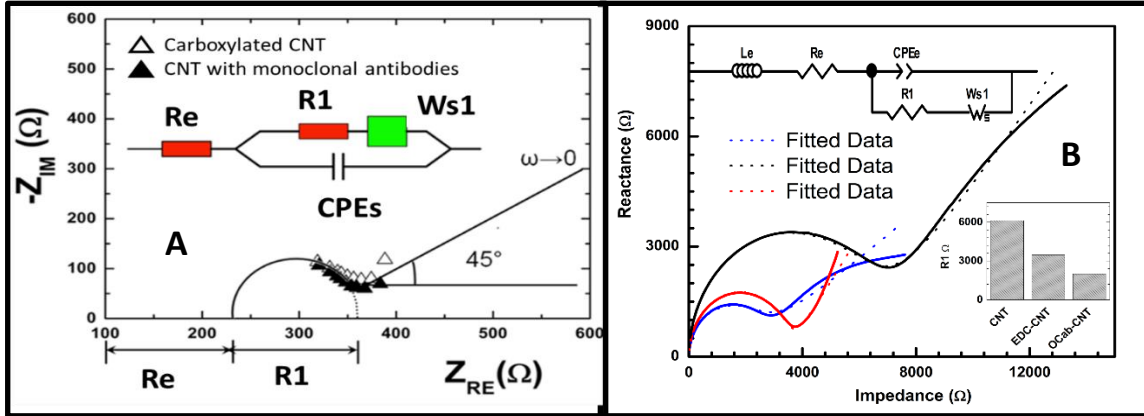 600
500
400
300
200
100
0
-Z_IM (Ω)
△ Carboxylated CNT
▲ CNT with monoclonal antibodies
Re
R1
Ws1
CPEs
ω→0
45°
A
100
200
300
400
500
600
Re
R1
Z_RE(Ω)
9000
6000
3000
0
Reactance (Ω)
Le
Re
CPEe
R1
Ws1
s
Fitted Data
Fitted Data
Fitted Data
B
R1 Ω
6000
3000
0
CNT
EDC-CNT
OCab-CNT
0
4000
8000
12000
Impedance (Ω)